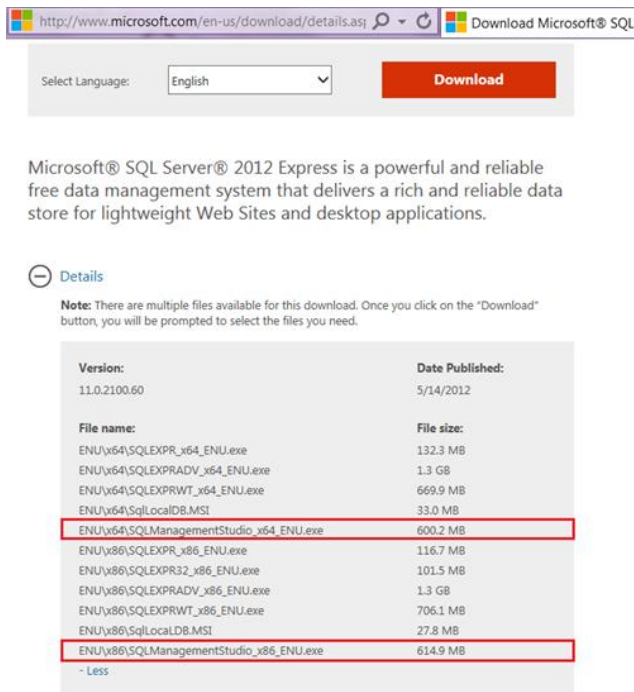 http://www.microsoft.com/en-us/download/details.asp
Download Microsoft® SQL
Select Language:
English
Download
Microsoft® SQL Server® 2012 Express is a powerful and reliable
free data management system that delivers a rich and reliable data
store for lightweight Web Sites and desktop applications.
Details
Note: There are multiple files available for this download. Once you click on the "Download"
button, you will be prompted to select the files you need.
Version: Date Published:
11.0.2100.60 5/14/2012
File name: File size:
ENU\x64\SQLEXPR_x64_ENU.exe 132.3 MB
ENU\x64\SQLEXPRADV_x64_ENU.exe 1.3 GB
ENU\x64\SQLEXPRWT_x64_ENU.exe 669.9 MB
ENU\x64\SqlLocalDB.MSI 33.0 MB
ENU\x64\SQLManagementStudio_x64_ENU.exe 600.2 MB
ENU\x86\SQLEXPR_x86_ENU.exe 116.7 MB
ENU\x86\SQLEXPR32_x86_ENU.exe 101.5 MB
ENU\x86\SQLEXPRADV_x86_ENU.exe 1.3 GB
ENU\x86\SQLEXPRWT_x86_ENU.exe 706.1 MB
ENU\x86\SqlLocaLDB.MSI 27.8 MB
ENU\x86\SQLManagementStudio_x86_ENU.exe 614.9 MB
- Less